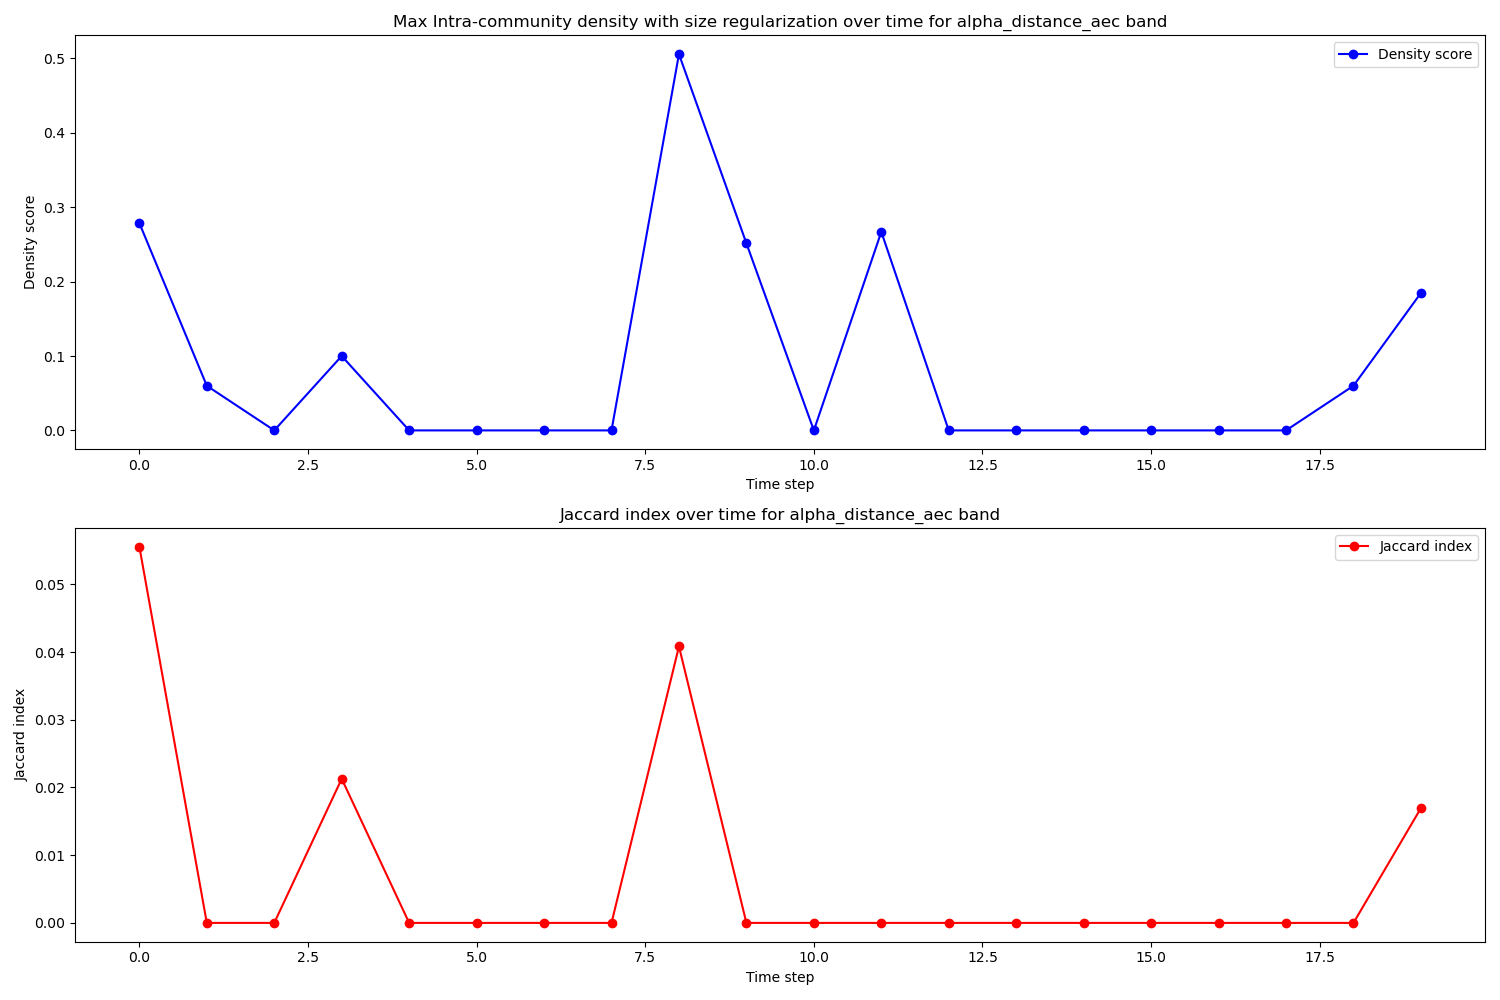 Max Intra-community density with size regularization over time for alpha_distance_aec band
Density score
0.5
0.4
0.3
0.2
0.1
0.0
Density score
0.0 2.5 5.0 7.5 10.0 12.5 15.0 17.5
Time step
Jaccard index over time for alpha_distance_aec band
Jaccard index
0.05
0.04
0.03
0.02
0.01
0.00
Jaccard index
0.0 2.5 5.0 7.5 10.0 12.5 15.0 17.5
Time step